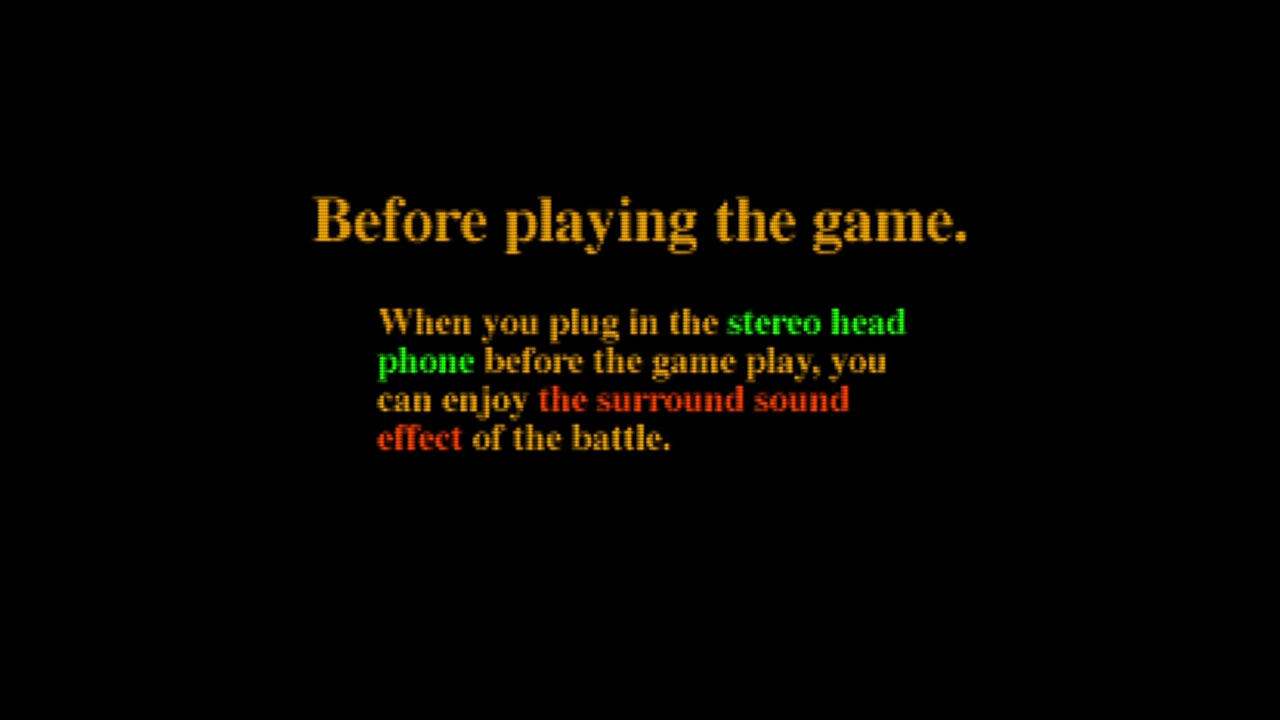 Before playing the game.
When you plug in the stereo head
phone before the game play, you
can enjoy the surround sound
effect of the battle.